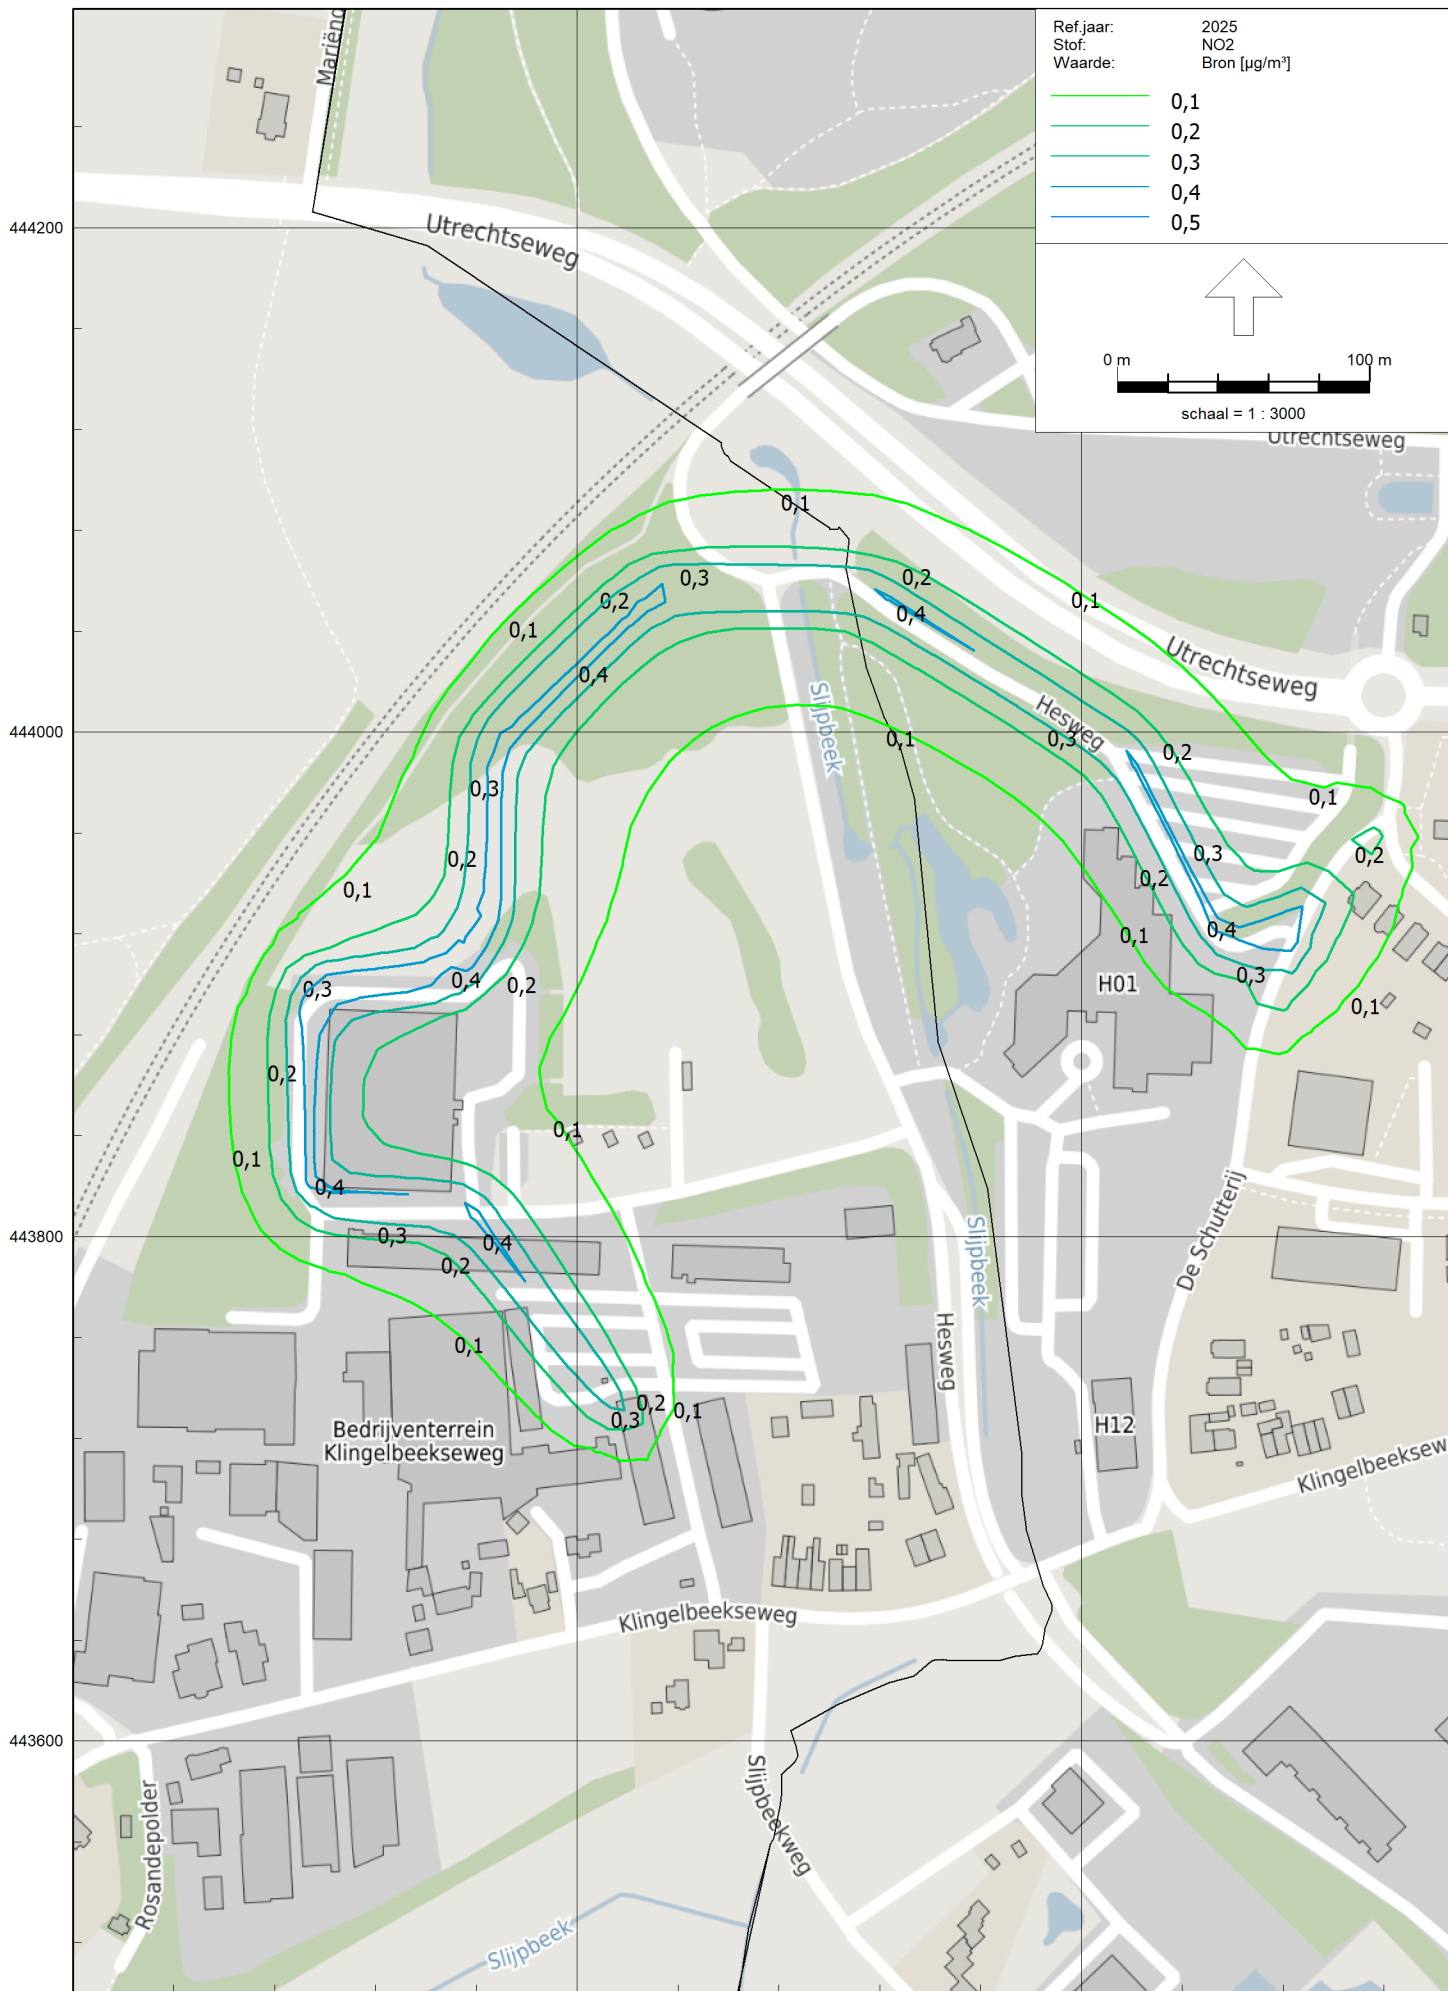 Ref.jaar: 2025
Stof: NO2
Waarde: Bron [µg/m³]
0,1
0,2
0,3
0,4
0,5
0 m 100 m
schaal = 1 : 3000
Utrechtseweg
444200
Utrechtseweg
0,1
0,3
0,2
0,2
0,1
0,1
0,4
0,4
Utrechtseweg
Slijpbeek
Hesweg
444000
0,1
0,3
0,2
0,3
0,1
0,2
0,3
0,2
0,2
0,1
0,4
0,1
0,3
0,4
0,2
0,3
H01
0,1
0,2
0,1
0,1
0,4
De Schutterij
443800
0,3
0,4
0,2
Slijpbeek
Hesweg
0,1
0,2
0,1
0,3
Bedrijventerrein
Klingelbeekseweg
H12
Klingelbeeksew
Klingelbeekseweg
443600
Slijpbeekweg
Rosandepolder
Slijpbeek